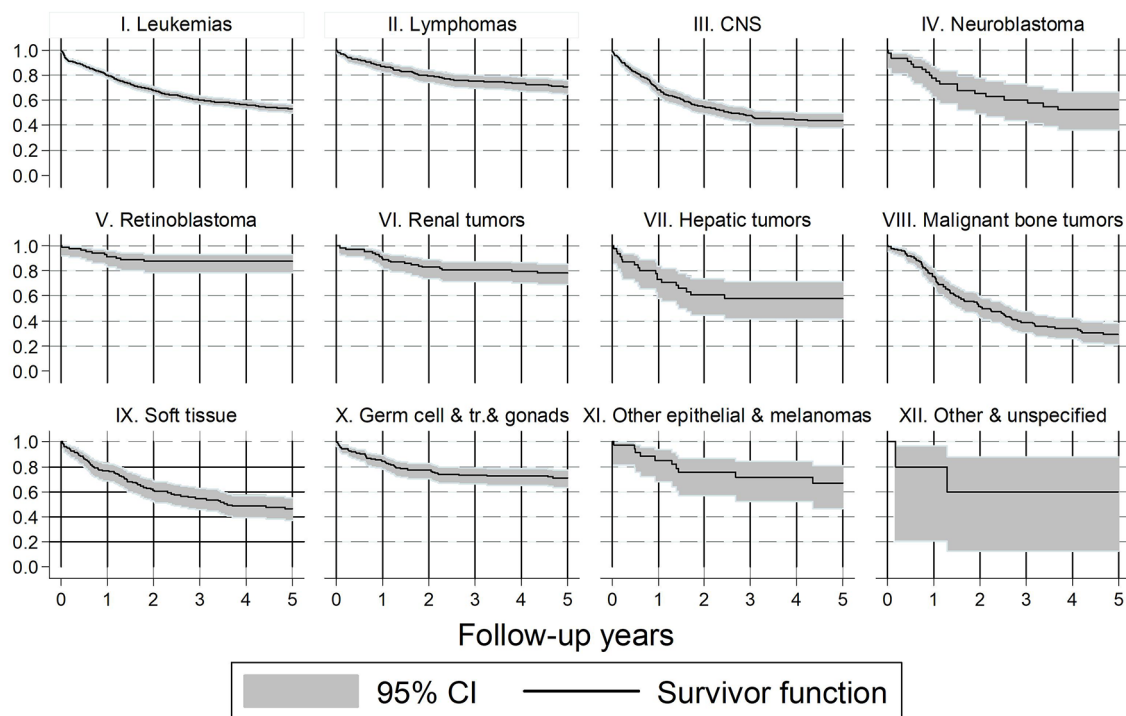 I. Leukemias
II. Lymphomas
III. CNS
IV. Neuroblastoma
1.0
0.8
0.6
0.4
0.2
0.0
V. Retinoblastoma
VI. Renal tumors
VII. Hepatic tumors
VIII. Malignant bone tumors
1.0
0.8
0.6
0.4
0.2
0.0
IX. Soft tissue
X. Germ cell & tr.& gonads
XI. Other epithelial & melanomas
XII. Other & unspecified
1.0
0.8
0.6
0.4
0.2
0.0
0 1 2 3 4 5
0 1 2 3 4 5
0 1 2 3 4 5
0 1 2 3 4 5
Follow-up years
95% CI
Survivor function